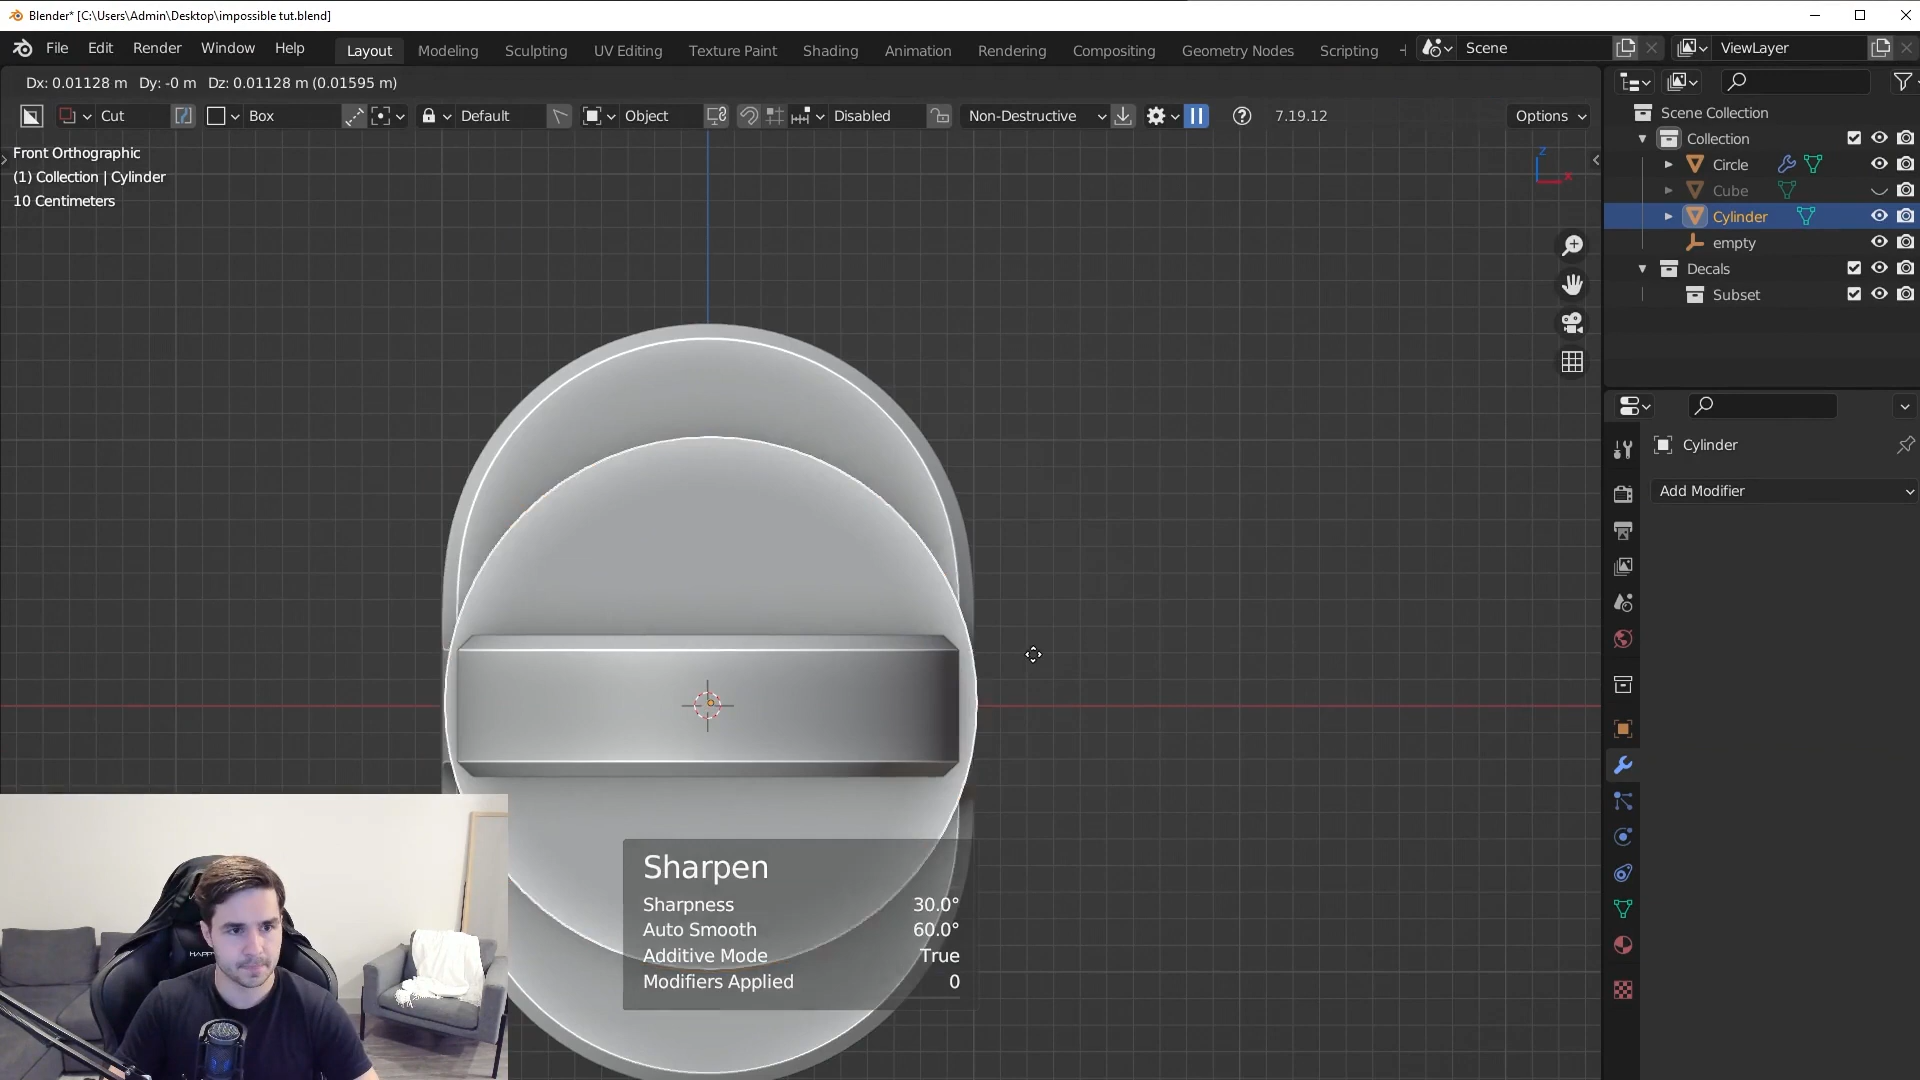 Blender* [C:\Users\Admin\Desktop\impossible tut.blend]
File Edit Render Window Help Layout Modeling Sculpting UV Editing Texture Paint Shading Animation Rendering Compositing Geometry Nodes Scripting + Scene ViewLayer
Dx: 0.01128 m Dy: -0 m Dz: 0.01128 m (0.01595 m)
Cut Box Default Object Disabled Non-Destructive 7.19.12 Options
Front Orthographic
(1) Collection | Cylinder
10 Centimeters
Z
X
Scene Collection
Collection
Circle
Cube
Cylinder
empty
Decals
Subset
Cylinder
Add Modifier
Sharpen
Sharpness 30.0°
Auto Smooth 60.0°
Additive Mode True
Modifiers Applied 0